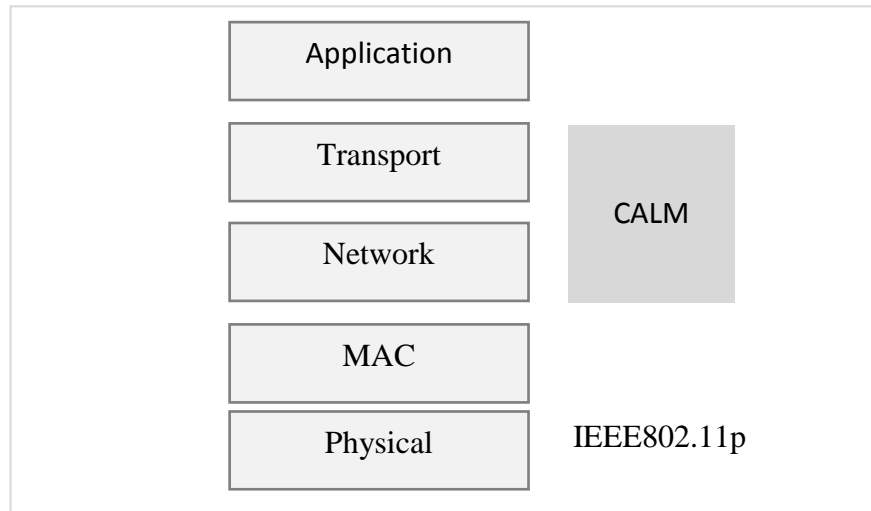 Application
Transport
CALM
Network
MAC
Physical
IEEE802.11p